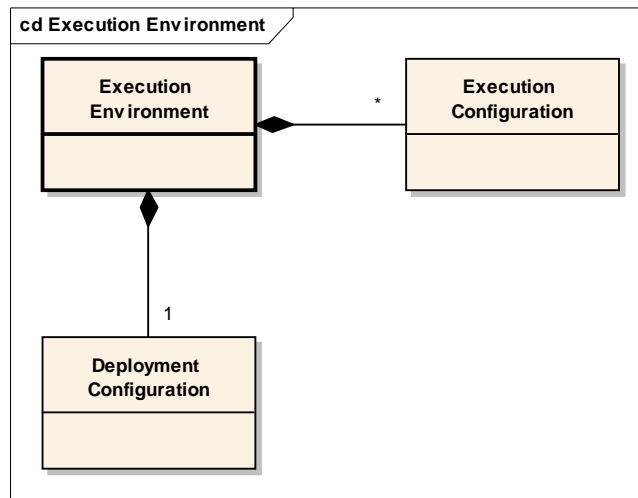 cd Execution Environment
Execution
Environment
*
Execution
Configuration
1
Deployment
Configuration